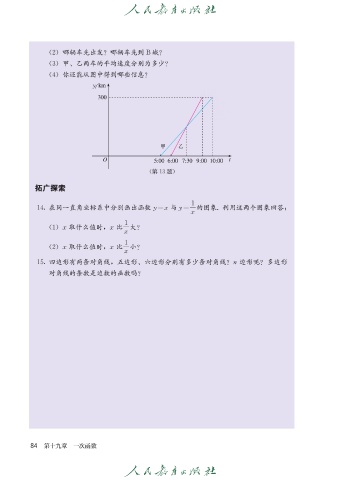 人民教育出版社
(2) 哪辆车先出发？哪辆车先到 B 城？
(3) 甲、乙两车的平均速度分别为多少？
(4) 你还能从图中得到哪些信息？
y/km
300
甲 乙
O 5:00 6:00 7:30 9:00 10:00 t
(第 13 题)
拓广探索
14. 在同一直角坐标系中分别画出函数 y=x 与 y=1/x 的图象，利用这两个图象回答：
(1) x 取什么值时，x 比 1/x 大？
(2) x 取什么值时，x 比 1/x 小？
15. 四边形有两条对角线，五边形、六边形分别有多少条对角线？n 边形呢？多边形
对角线的条数是边数的函数吗？
84 第十九章 一次函数
人民教育出版社